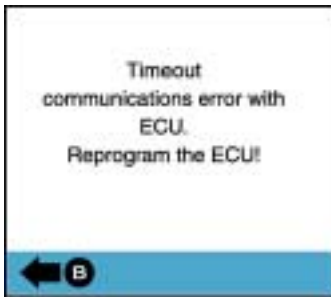 Timeout
communications error with
ECU.
Reprogram the ECU!
B